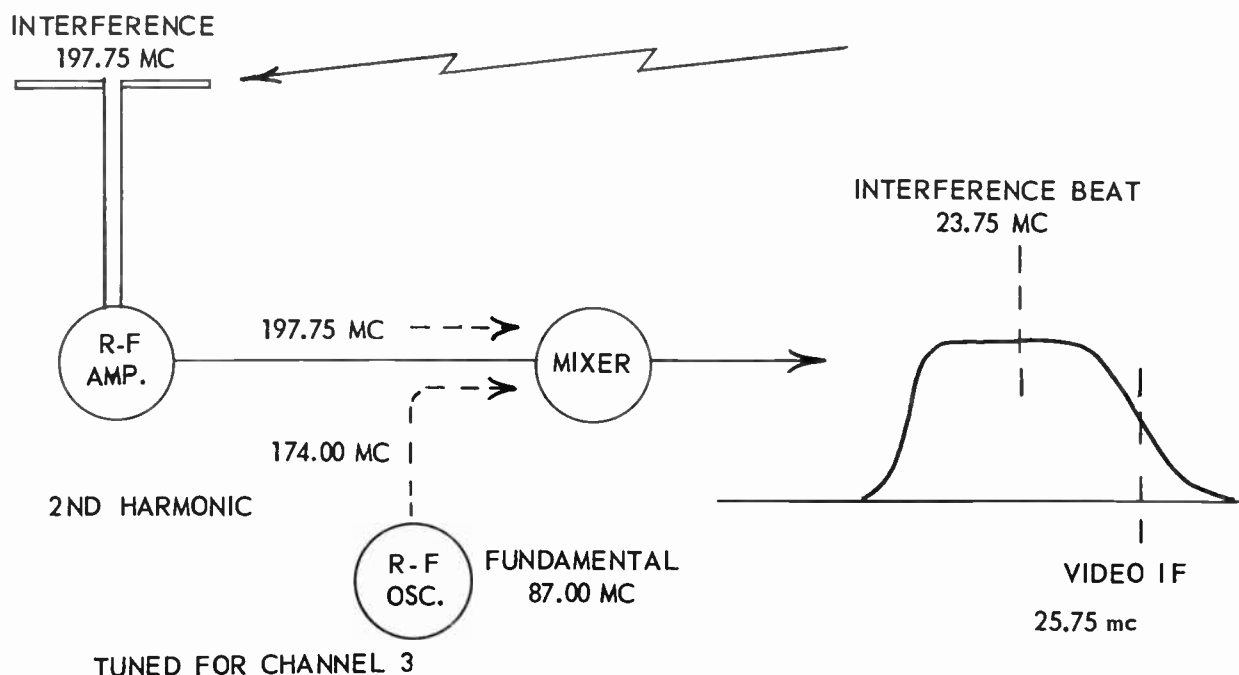 INTERFERENCE
197.75 MC
INTERFERENCE BEAT
23.75 MC
R-F
AMP.
197.75 MC
MIXER
174.00 MC
2ND HARMONIC
R-F
OSC.
FUNDAMENTAL
87.00 MC
VIDEO IF
25.75 mc
TUNED FOR CHANNEL 3